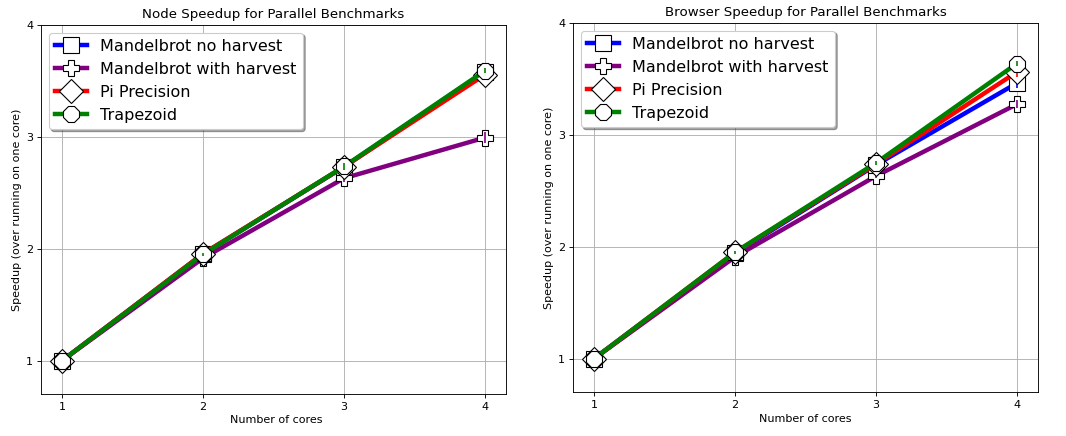 Node Speedup for Parallel Benchmarks
4
3
2
1
Speedup (over running on one core)
Mandelbrot no harvest
Mandelbrot with harvest
Pi Precision
Trapezoid
1 2 3 4
Number of cores
Browser Speedup for Parallel Benchmarks
4
3
2
1
Speedup (over running on one core)
Mandelbrot no harvest
Mandelbrot with harvest
Pi Precision
Trapezoid
1 2 3 4
Number of cores